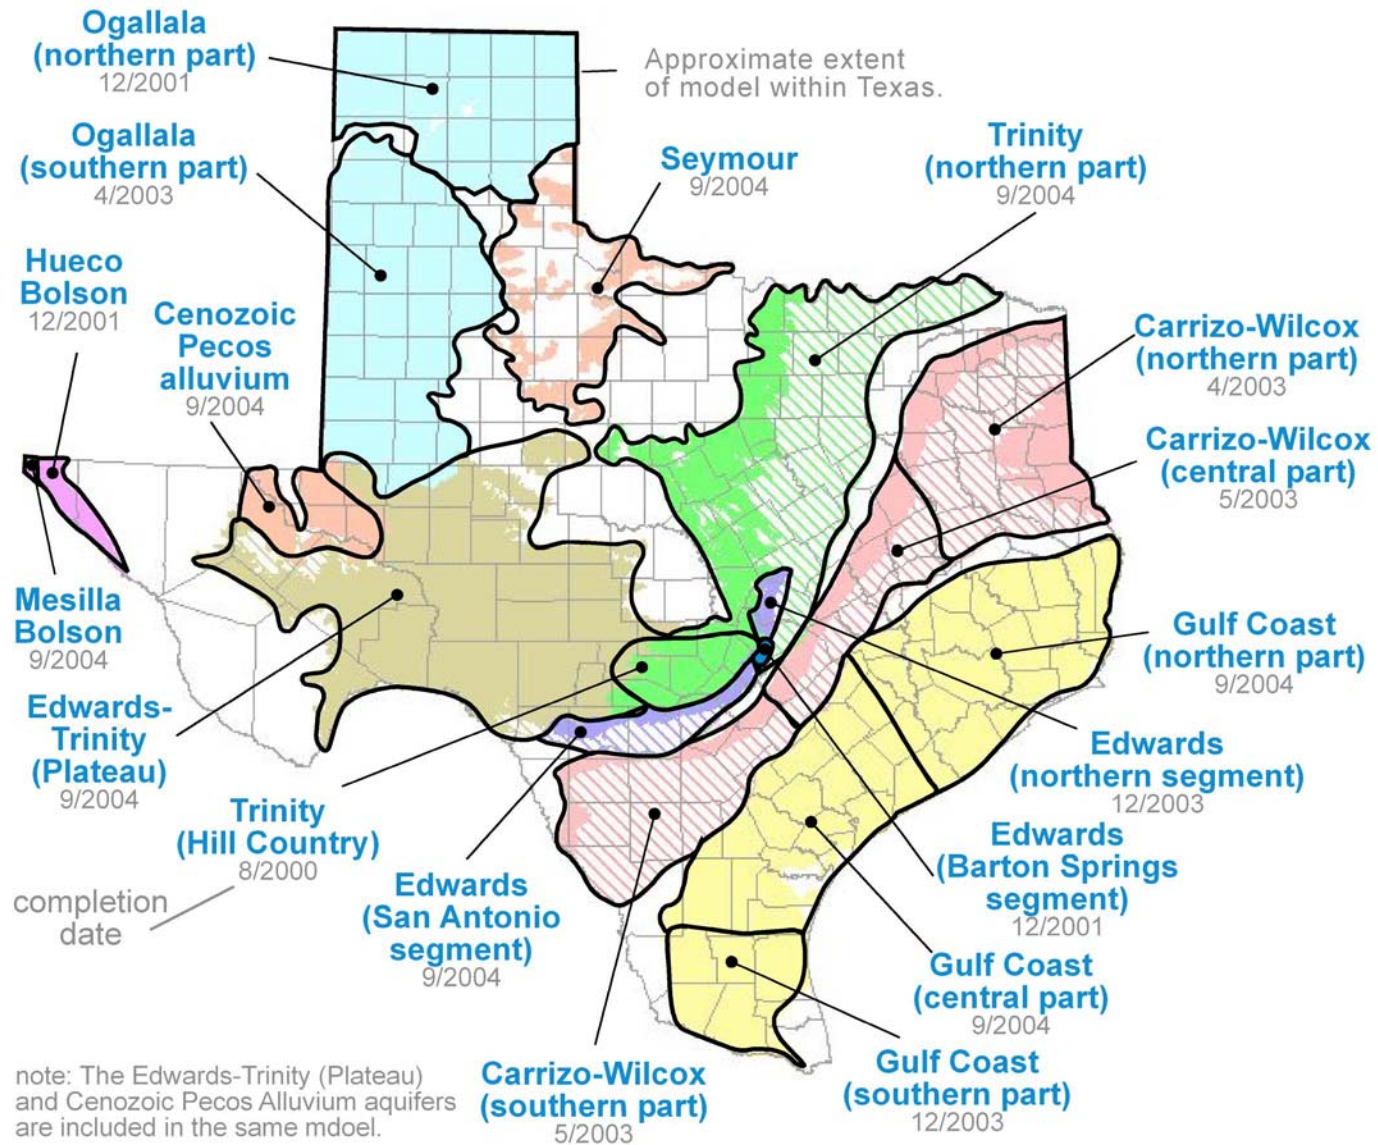 Ogallala
(northern part)
12/2001
Approximate extent
of model within Texas.
Ogallala
(southern part)
4/2003
Seymour
9/2004
Trinity
(northern part)
9/2004
Hueco
Bolson
12/2001
Cenozoic
Pecos
alluvium
9/2004
Carrizo-Wilcox
(northern part)
4/2003
Carrizo-Wilcox
(central part)
5/2003
Mesilla
Bolson
9/2004
Gulf Coast
(northern part)
9/2004
Edwards-
Trinity
(Plateau)
9/2004
Edwards
(northern segment)
12/2003
Trinity
(Hill Country)
8/2000
Edwards
(Barton Springs
segment)
12/2001
completion
date
Edwards
(San Antonio
segment)
9/2004
Gulf Coast
(central part)
9/2004
Carrizo-Wilcox
(southern part)
5/2003
Gulf Coast
(southern part)
12/2003
note: The Edwards-Trinity (Plateau)
and Cenozoic Pecos Alluvium aquifers
are included in the same mdoel.